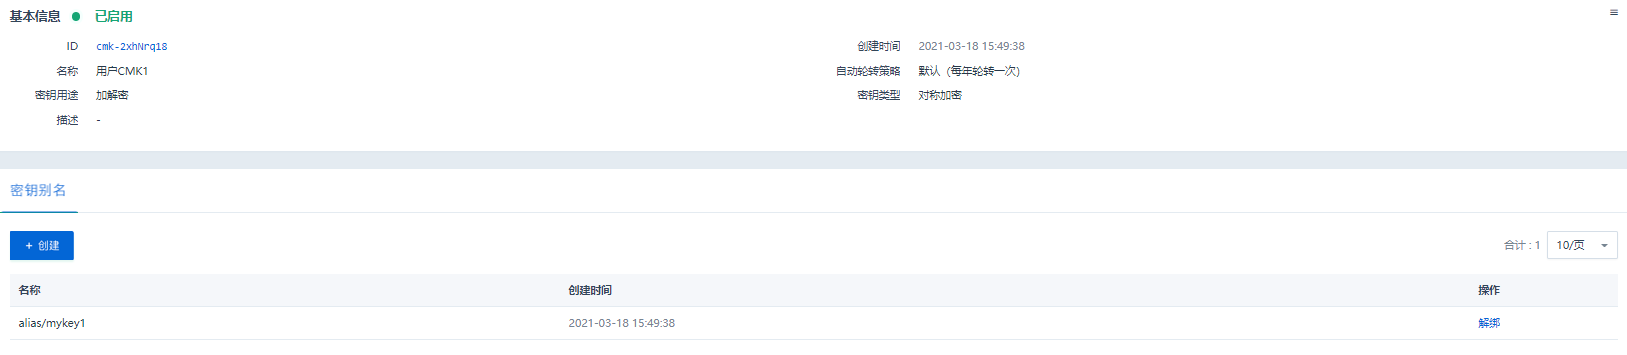 基本信息 已启用
ID cmk-2xhNrq18 创建时间 2021-03-18 15:49:38
名称 用户CMK1 自动轮转策略 默认（每年轮转一次）
密钥用途 加解密 密钥类型 对称加密
描述 -
密钥别名
+ 创建 合计 : 1 10/页
名称 创建时间 操作
alias/mykey1 2021-03-18 15:49:38 解绑